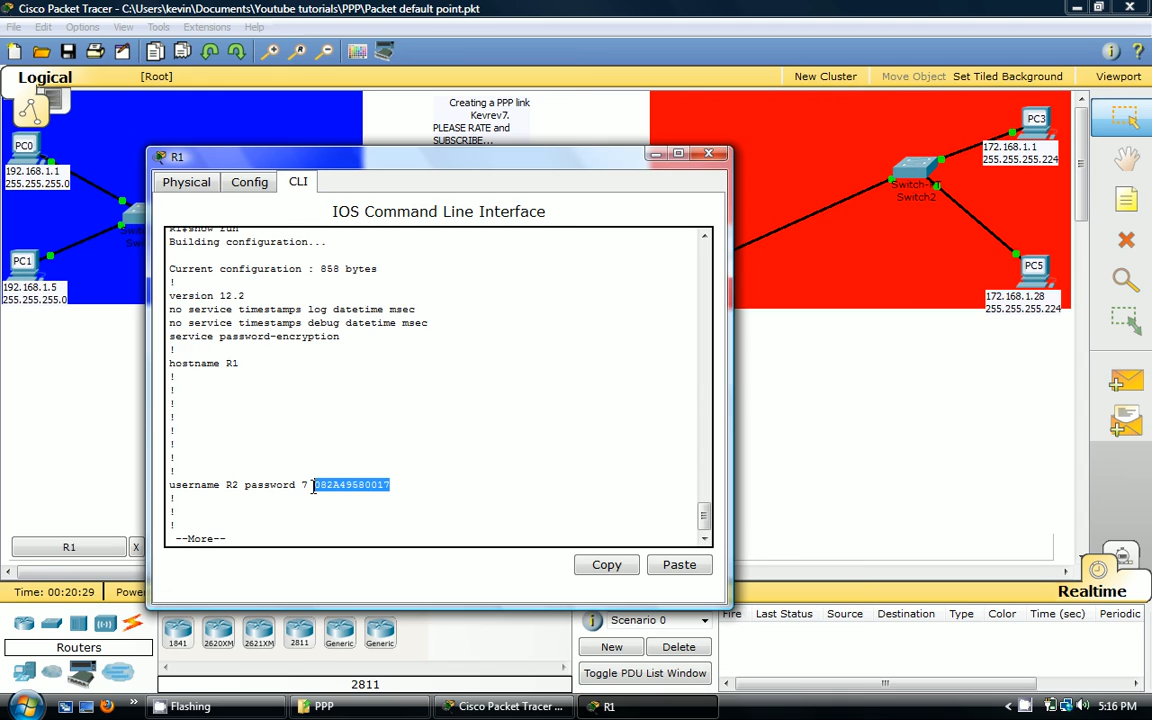 Cisco Packet Tracer - C:\Users\kevin\Documents\Youtube tutorials\PPP\Packet default point.pkt
File Edit Options View Tools Extensions Help
Logical [Root] New Cluster Move Object Set Tiled Background Viewport
PC0
192.168.1.1
255.255.255.0
PC1
192.168.1.5
255.255.255.0
Creating a PPP link
Kevrev7.
PLEASE RATE and
SUBSCRIBE...
PC3
172.168.1.1
255.255.255.224
Switch2
PC5
172.168.1.28
255.255.255.224
R1
Physical Config CLI
IOS Command Line Interface
R1#show run
Building configuration...
Current configuration : 858 bytes
!
version 12.2
no service timestamps log datetime msec
no service timestamps debug datetime msec
service password-encryption
!
hostname R1
!
!
!
!
!
!
!
!
username R2 password 7 082A49580017
!
!
!
--More--
Copy Paste
R1 X
Time: 00:20:29 Realtime
Routers
1841 2620XM 2621XM 2811 Generic Generic
2811
Scenario 0
New Delete
Toggle PDU List Window
Fire Last Status Source Destination Type Color Time (sec) Periodic
Flashing PPP Cisco Packet Tracer ... R1 5:16 PM